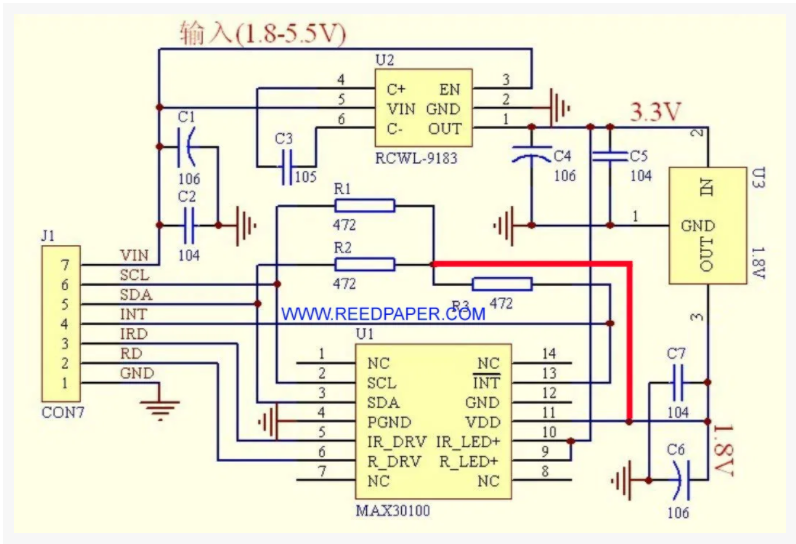 输入(1.8-5.5V)
U2
4 C+ EN 3
5 VIN GND 2
6 C- OUT 1
RCWL-9183
3.3V
C1
106
C2
104
C3
105
C4
106
C5
104
2
U3
IN
1 GND
OUT
1.8V
3
R1
472
R2
472
R3 472
WWW.REEDPAPER.COM
J1
7 VIN
6 SCL
5 SDA
4 INT
3 IRD
2 RD
1 GND
CON7
U1
1 NC NC 14
2 SCL INT 13
3 SDA GND 12
4 PGND VDD 11
5 IR_DRV IR_LED+ 10
6 R_DRV R_LED+ 9
7 NC NC 8
MAX30100
C7
104
1.8V
C6
106